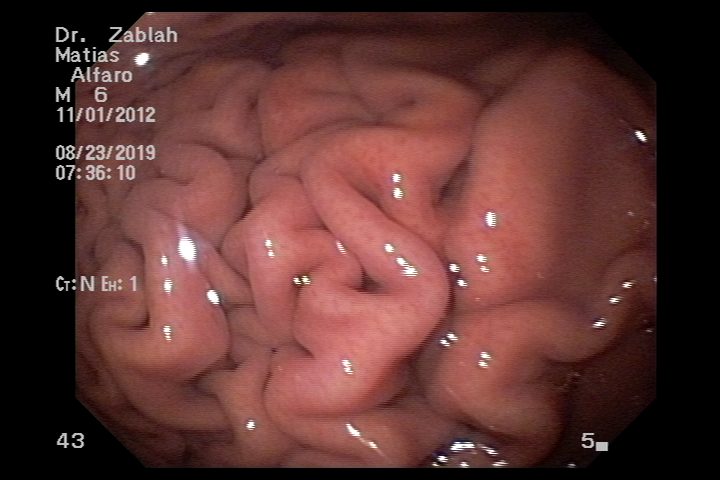 Dr. Zablah
Matias
Alfaro
M 6
11/01/2012
08/23/2019
07:36:10
Ct:N Eh:1
43
5